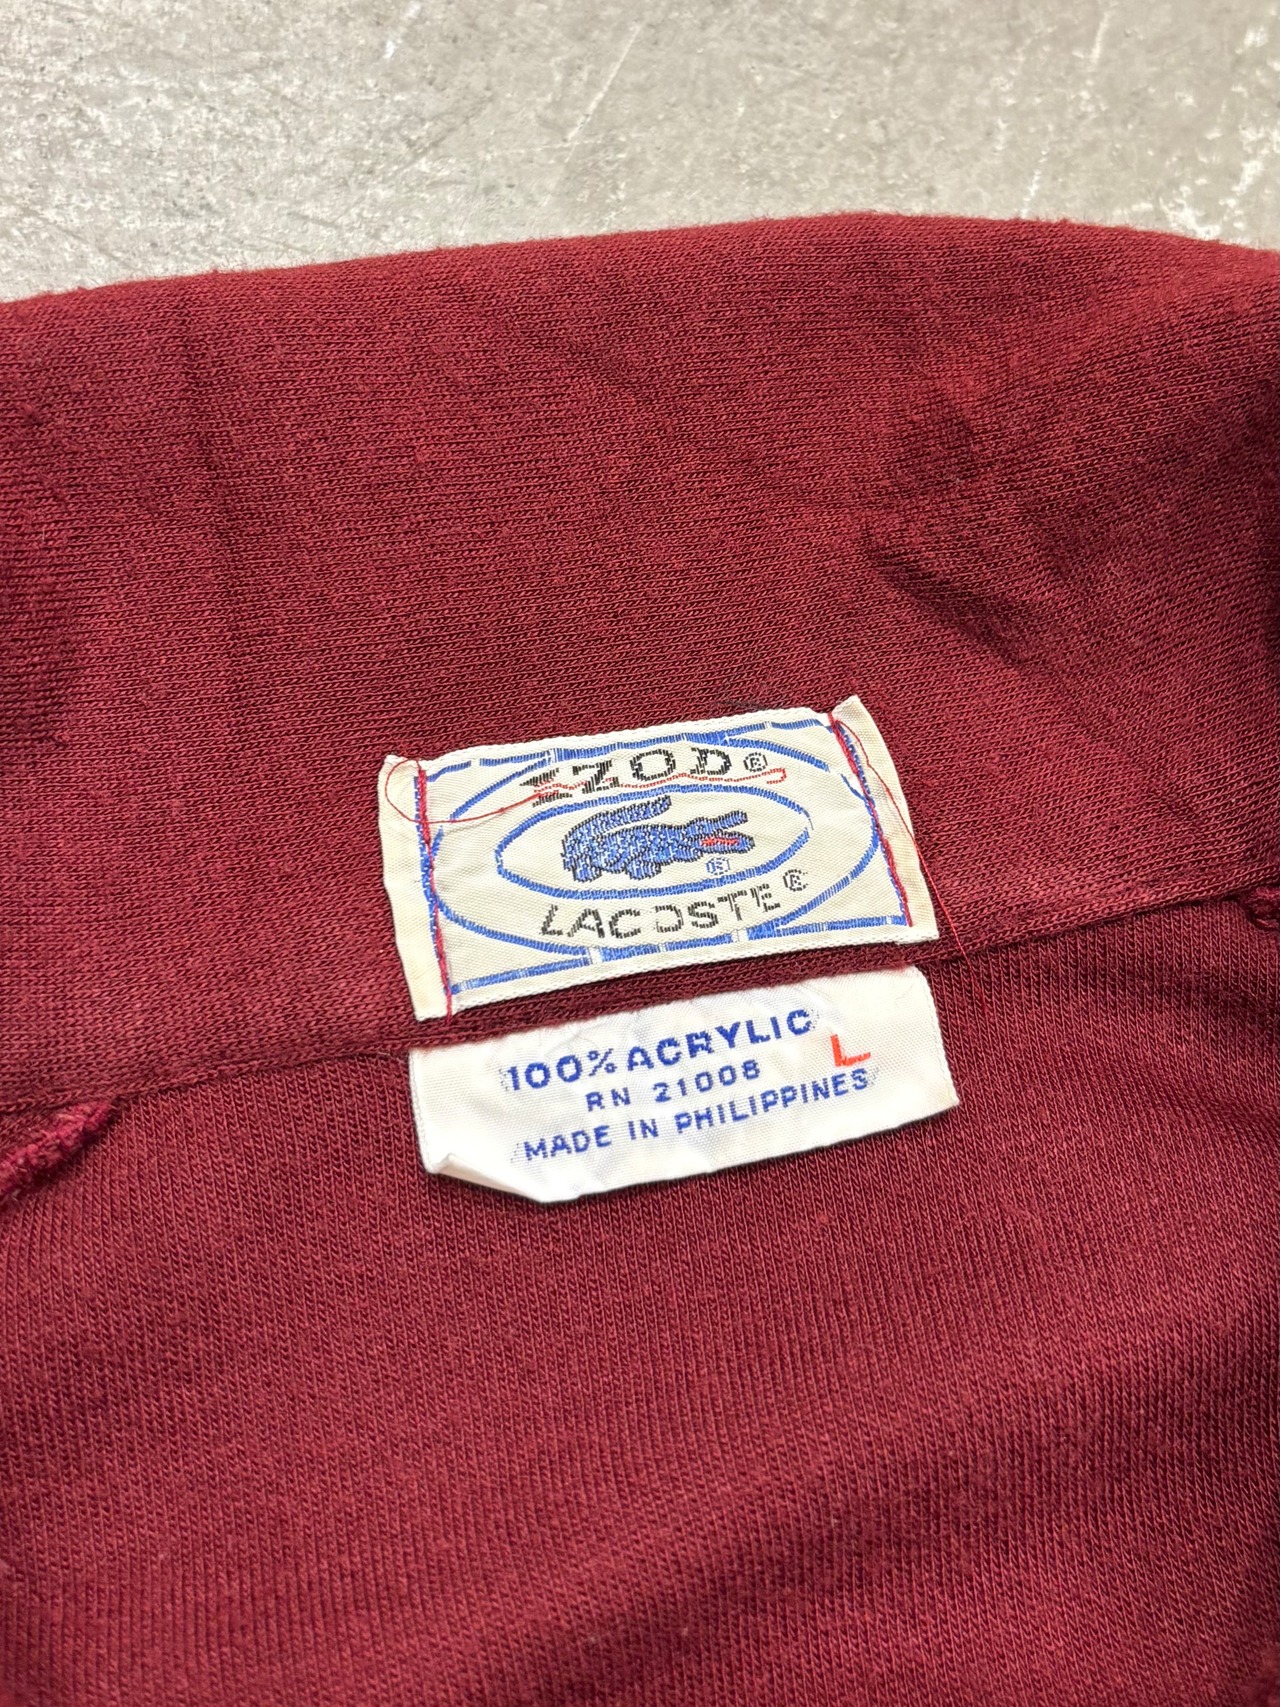 IZOD®
®
LACOSTE®
100% ACRYLIC
L
RN 21008
MADE IN PHILIPPINES